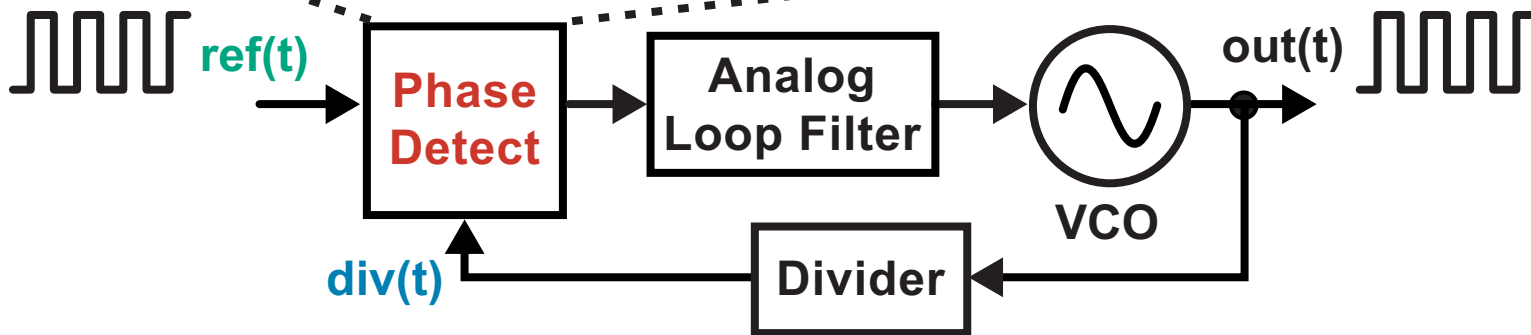 ref(t)
Phase
Detect
Analog
Loop Filter
VCO
out(t)
div(t)
Divider